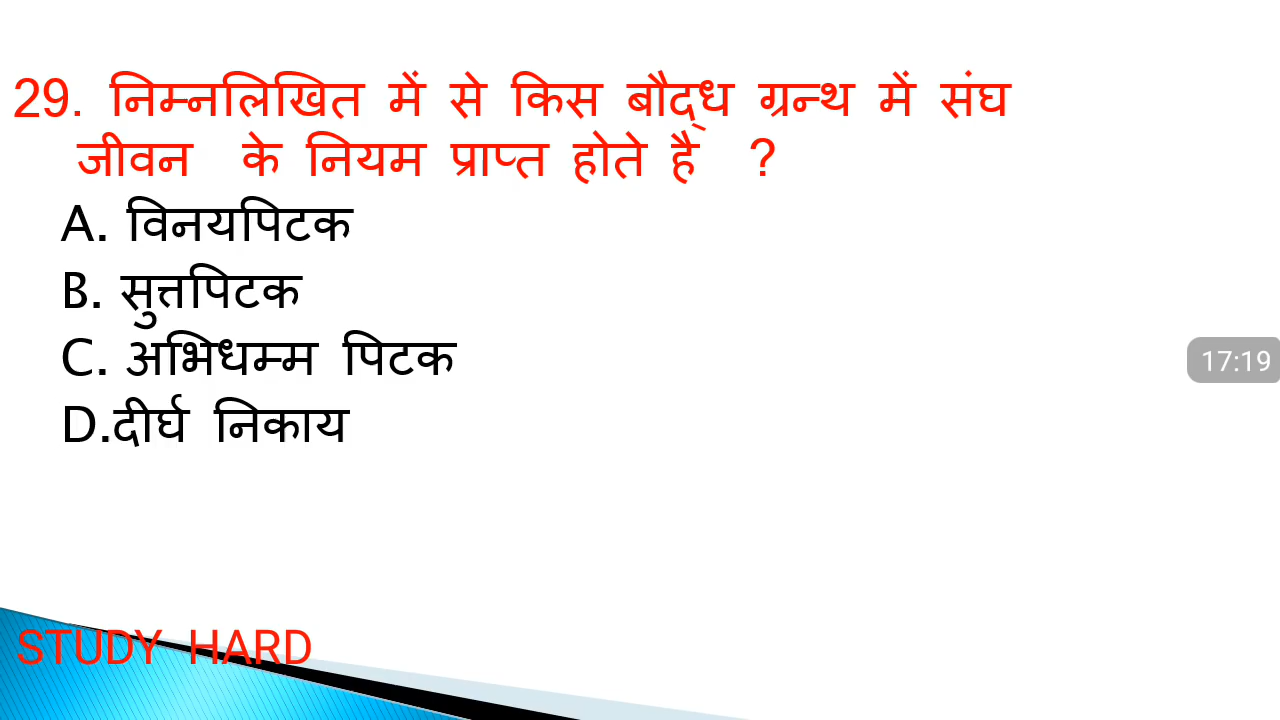 29. निम्नलिखित में से किस बौद्ध ग्रन्थ में संघ
जीवन के नियम प्राप्त होते है ?
A. विनयपिटक
B. सुत्तपिटक
C. अभिधम्म पिटक
D.दीर्घ निकाय
17:19
STUDY HARD